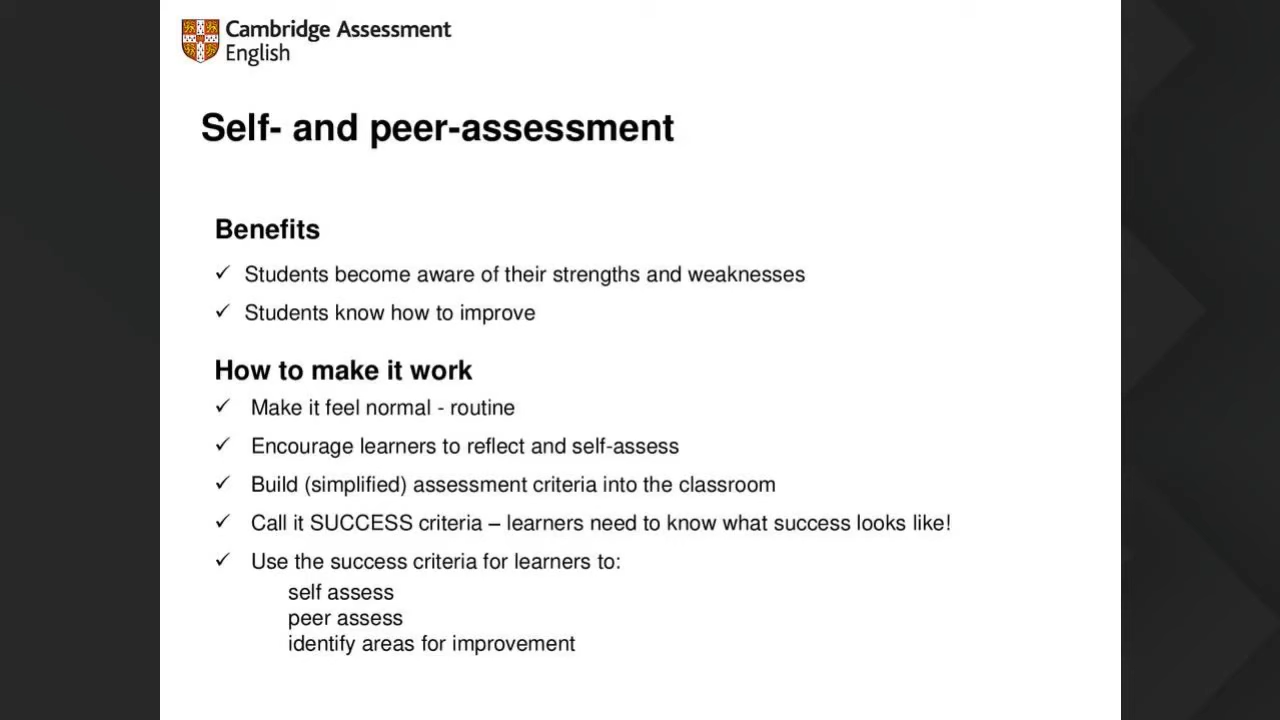 Cambridge Assessment
English
Self- and peer-assessment
Benefits
✓ Students become aware of their strengths and weaknesses
✓ Students know how to improve
How to make it work
✓ Make it feel normal - routine
✓ Encourage learners to reflect and self-assess
✓ Build (simplified) assessment criteria into the classroom
✓ Call it SUCCESS criteria – learners need to know what success looks like!
✓ Use the success criteria for learners to:
self assess
peer assess
identify areas for improvement